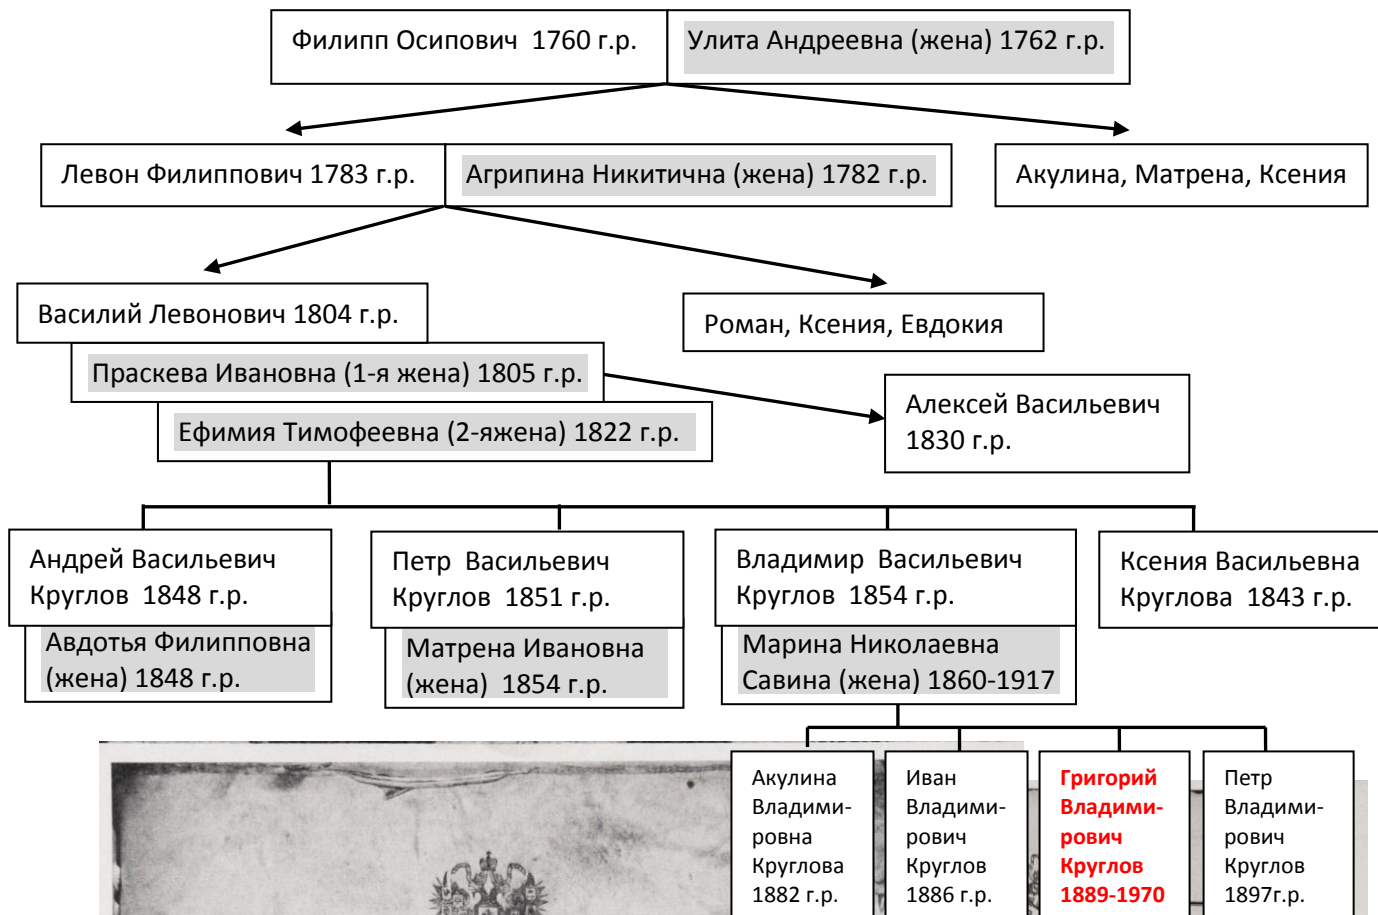 Филипп Осипович 1760 г.р.
Улита Андреевна (жена) 1762 г.р.
Левон Филиппович 1783 г.р.
Агрипина Никитична (жена) 1782 г.р.
Акулина, Матрена, Ксения
Василий Левонович 1804 г.р.
Роман, Ксения, Евдокия
Праскева Ивановна (1-я жена) 1805 г.р.
Ефимия Тимофеевна (2-яжена) 1822 г.р.
Алексей Васильевич
1830 г.р.
Андрей Васильевич
Круглов 1848 г.р.
Авдотья Филипповна
(жена) 1848 г.р.
Петр Васильевич
Круглов 1851 г.р.
Матрена Ивановна
(жена) 1854 г.р.
Владимир Васильевич
Круглов 1854 г.р.
Марина Николаевна
Савина (жена) 1860-1917
Ксения Васильевна
Круглова 1843 г.р.
Акулина
Владими-
ровна
Круглова
1882 г.р.
Иван
Владими-
рович
Круглов
1886 г.р.
Григорий
Владими-
рович
Круглов
1889-1970
Петр
Владими-
рович
Круглов
1897г.р.